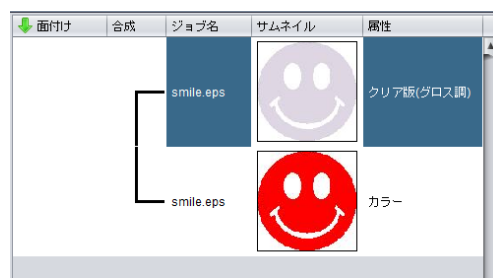 面付け 合成 ジョブ名 サムネイル 属性
smile.eps クリア版(グロス調)
smile.eps カラー